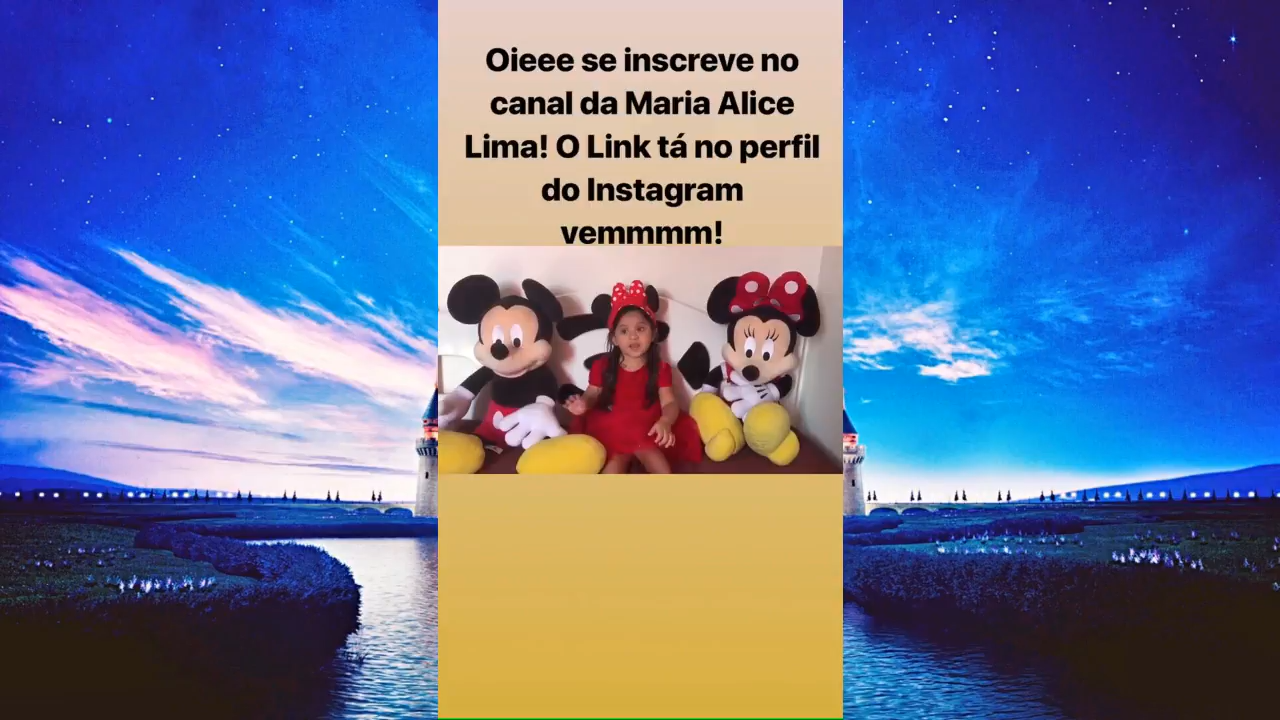 Oieee se inscreve no
canal da Maria Alice
Lima! O Link tá no perfil
do Instagram
vemmmm!